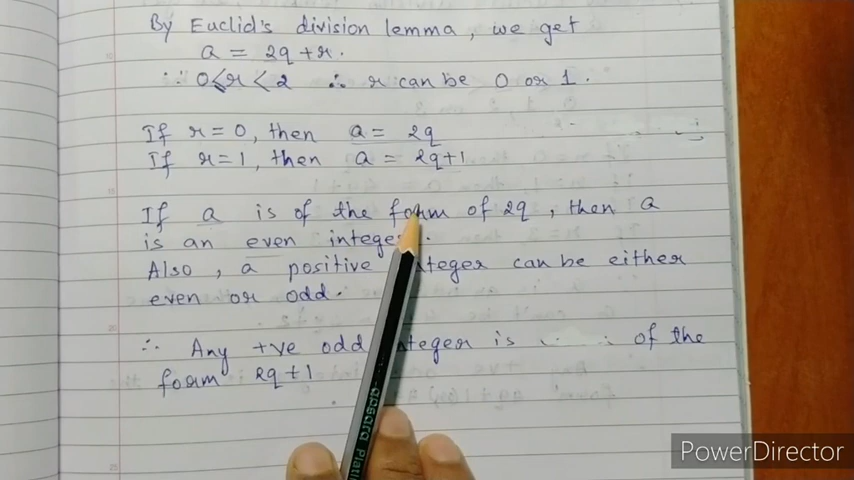 By Euclid's division lemma, we get
a = 2q + r.
∵ 0 ≤ r < 2 ∴ r can be 0 or 1.
If r = 0, then a = 2q
If r = 1, then a = 2q+1
If a is of the form of 2q, then a
is an even integer.
Also, a positive integer can be either
even or odd.
∴ Any +ve odd integer is of the
form 2q+1
apsara Plati
PowerDirector